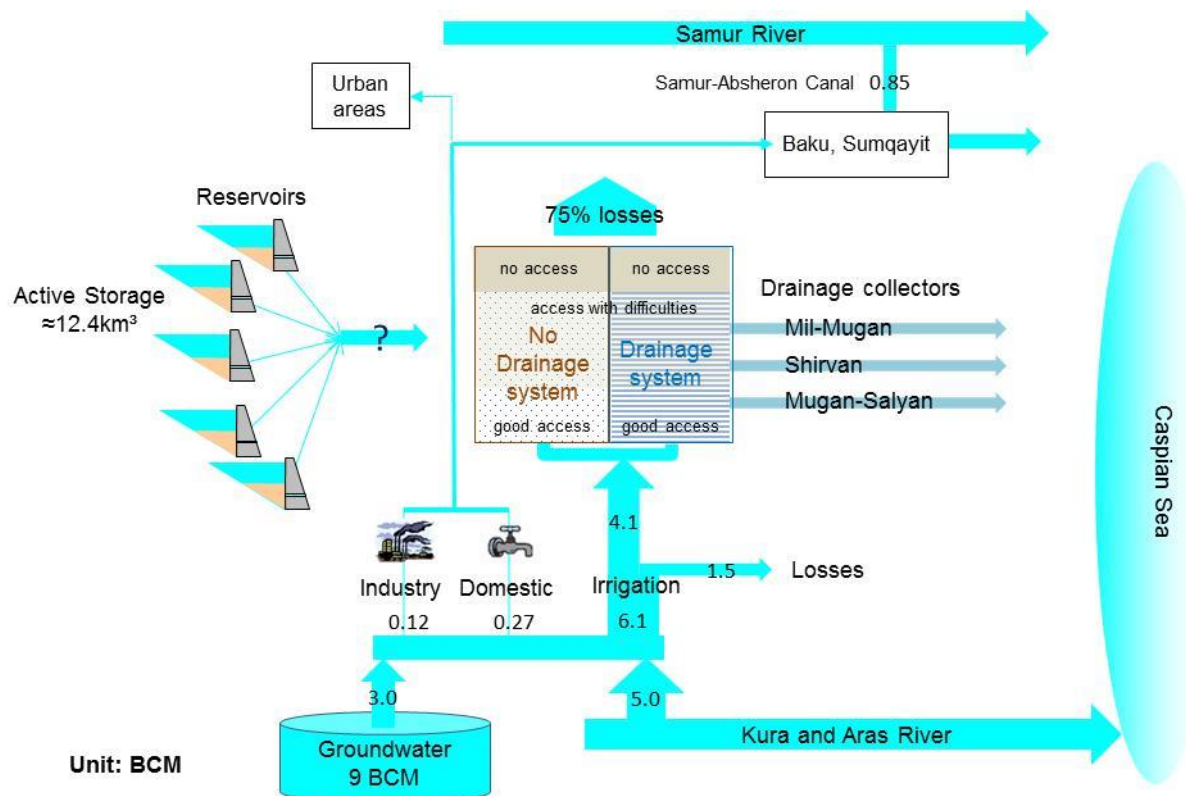 Samur River
Samur-Absheron Canal 0.85
Urban
areas
Baku, Sumqayit
Reservoirs
75% losses
Active Storage
≈12.4km³
?
no access
no access
access with difficulties
No
Drainage
system
Drainage
system
good access
good access
Drainage collectors
Mil-Mugan
Shirvan
Mugan-Salyan
Caspian Sea
4.1
1.5
Losses
Industry
Domestic
Irrigation
0.12
0.27
6.1
3.0
5.0
Groundwater
9 BCM
Kura and Aras River
Unit: BCM